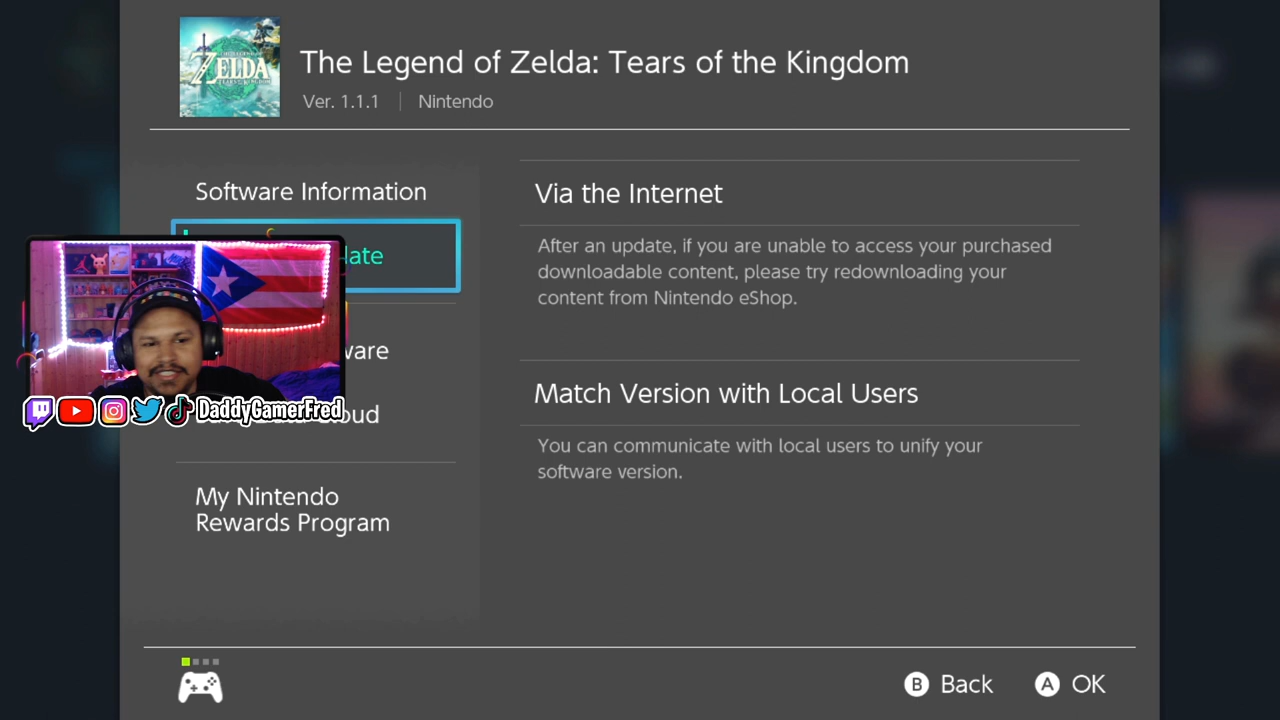 The Legend of Zelda: Tears of the Kingdom
Ver. 1.1.1 | Nintendo
ZELDA
Software Information
Via the Internet
After an update, if you are unable to access your purchased
downloadable content, please try redownloading your
content from Nintendo eShop.
Match Version with Local Users
You can communicate with local users to unify your
software version.
DaddyGamerFred
My Nintendo
Rewards Program
B Back
A OK